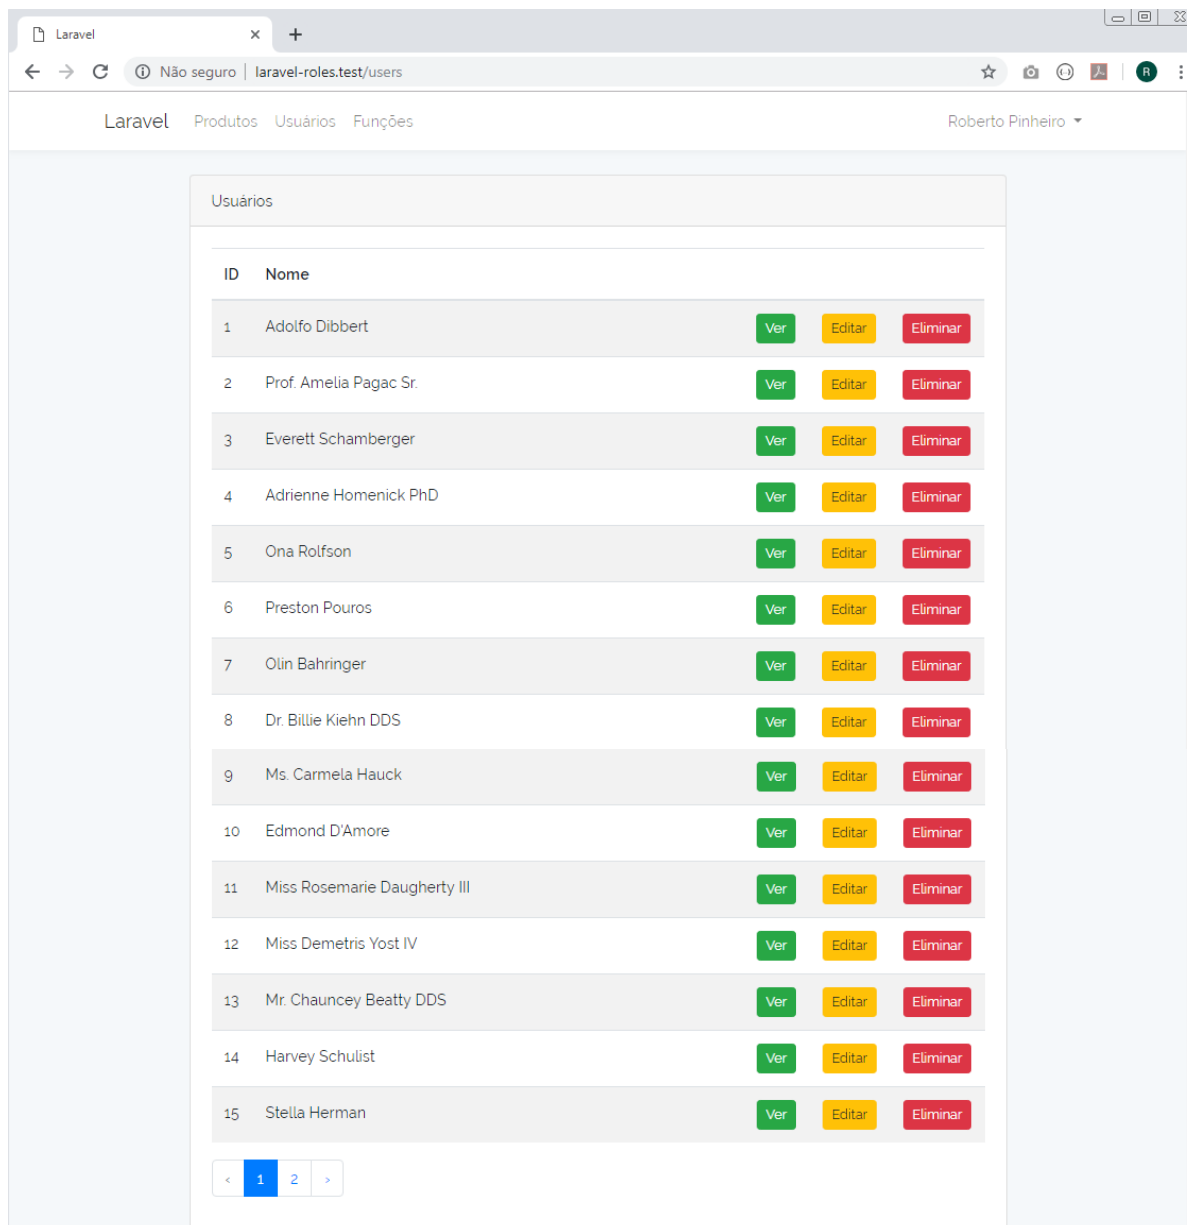 Laravel
Não seguro | laravel-roles.test/users
R
Laravel Produtos Usuários Funções Roberto Pinheiro
Usuários
ID Nome
1 Adolfo Dibbert Ver Editar Eliminar
2 Prof. Amelia Pagac Sr. Ver Editar Eliminar
3 Everett Schamberger Ver Editar Eliminar
4 Adrienne Homenick PhD Ver Editar Eliminar
5 Ona Rolfson Ver Editar Eliminar
6 Preston Pouros Ver Editar Eliminar
7 Olin Bahringer Ver Editar Eliminar
8 Dr. Billie Kiehn DDS Ver Editar Eliminar
9 Ms. Carmela Hauck Ver Editar Eliminar
10 Edmond D'Amore Ver Editar Eliminar
11 Miss Rosemarie Daugherty III Ver Editar Eliminar
12 Miss Demetris Yost IV Ver Editar Eliminar
13 Mr. Chauncey Beatty DDS Ver Editar Eliminar
14 Harvey Schulist Ver Editar Eliminar
15 Stella Herman Ver Editar Eliminar
‹ 1 2 ›